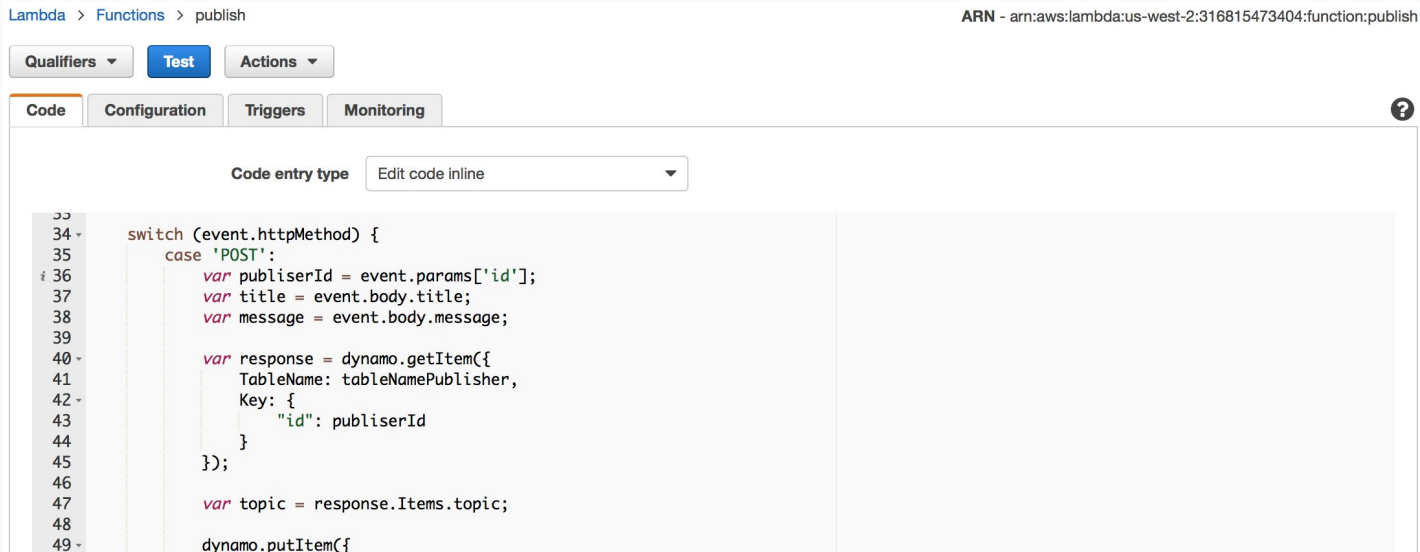 Lambda > Functions > publish
ARN - arn:aws:lambda:us-west-2:316815473404:function:publish
Qualifiers Test Actions
Code Configuration Triggers Monitoring ?
Code entry type Edit code inline
33
34 switch (event.httpMethod) {
35 case 'POST':
i 36 var publiserId = event.params['id'];
37 var title = event.body.title;
38 var message = event.body.message;
39
40 var response = dynamo.getItem({
41 TableName: tableNamePublisher,
42 Key: {
43 "id": publiserId
44 }
45 });
46
47 var topic = response.Items.topic;
48
49 dynamo.putItem({